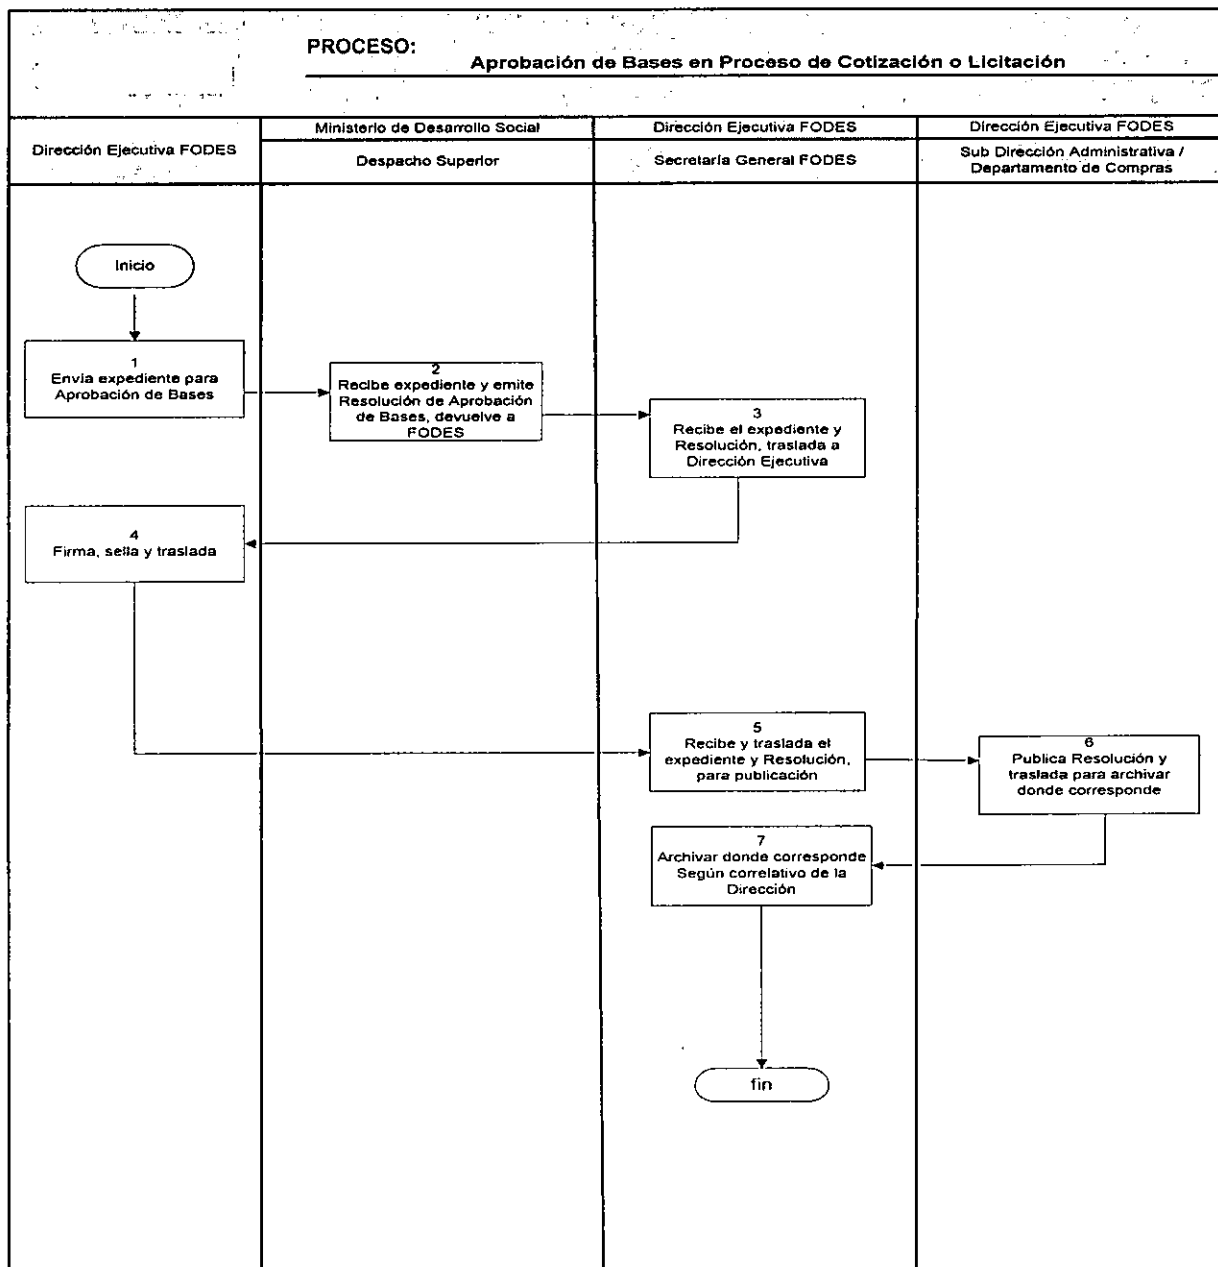 PROCESO:
Aprobación de Bases en Proceso de Cotización o Licitación
Dirección Ejecutiva FODES
Ministerio de Desarrollo Social
Despacho Superior
Dirección Ejecutiva FODES
Secretaría General FODES
Dirección Ejecutiva FODES
Sub Dirección Administrativa /
Departamento de Compras
Inicio
1
Envía expediente para
Aprobación de Bases
2
Recibe expediente y emite
Resolución de Aprobación
de Bases, devuelve a
FODES
3
Recibe el expediente y
Resolución, traslada a
Dirección Ejecutiva
4
Firma, sella y traslada
5
Recibe y traslada el
expediente y Resolución,
para publicación
6
Publica Resolución y
traslada para archivar
donde corresponde
7
Archivar donde corresponde
Según correlativo de la
Dirección
fin